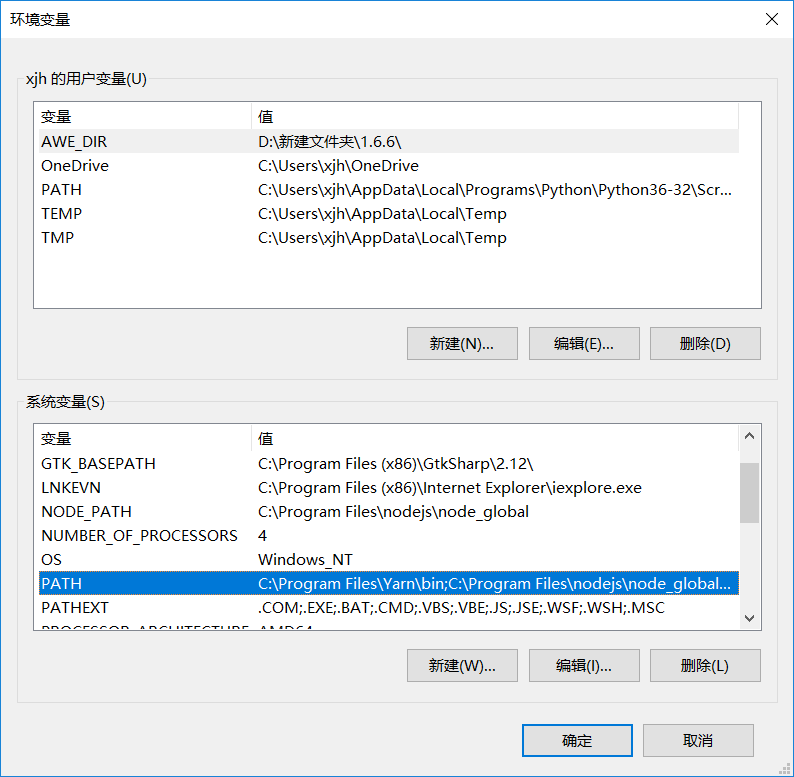 环境变量
xjh 的用户变量(U)
变量 值
AWE_DIR D:\新建文件夹\1.6.6\
OneDrive C:\Users\xjh\OneDrive
PATH C:\Users\xjh\AppData\Local\Programs\Python\Python36-32\Scr...
TEMP C:\Users\xjh\AppData\Local\Temp
TMP C:\Users\xjh\AppData\Local\Temp
新建(N)... 编辑(E)... 删除(D)
系统变量(S)
变量 值
GTK_BASEPATH C:\Program Files (x86)\GtkSharp\2.12\
LNKEVN C:\Program Files (x86)\Internet Explorer\iexplore.exe
NODE_PATH C:\Program Files\nodejs\node_global
NUMBER_OF_PROCESSORS 4
OS Windows_NT
PATH C:\Program Files\Yarn\bin;C:\Program Files\nodejs\node_global...
PATHEXT .COM;.EXE;.BAT;.CMD;.VBS;.VBE;.JS;.JSE;.WSF;.WSH;.MSC
PROCESSOR_ARCHITECTURE AMD64
新建(W)... 编辑(I)... 删除(L)
确定 取消